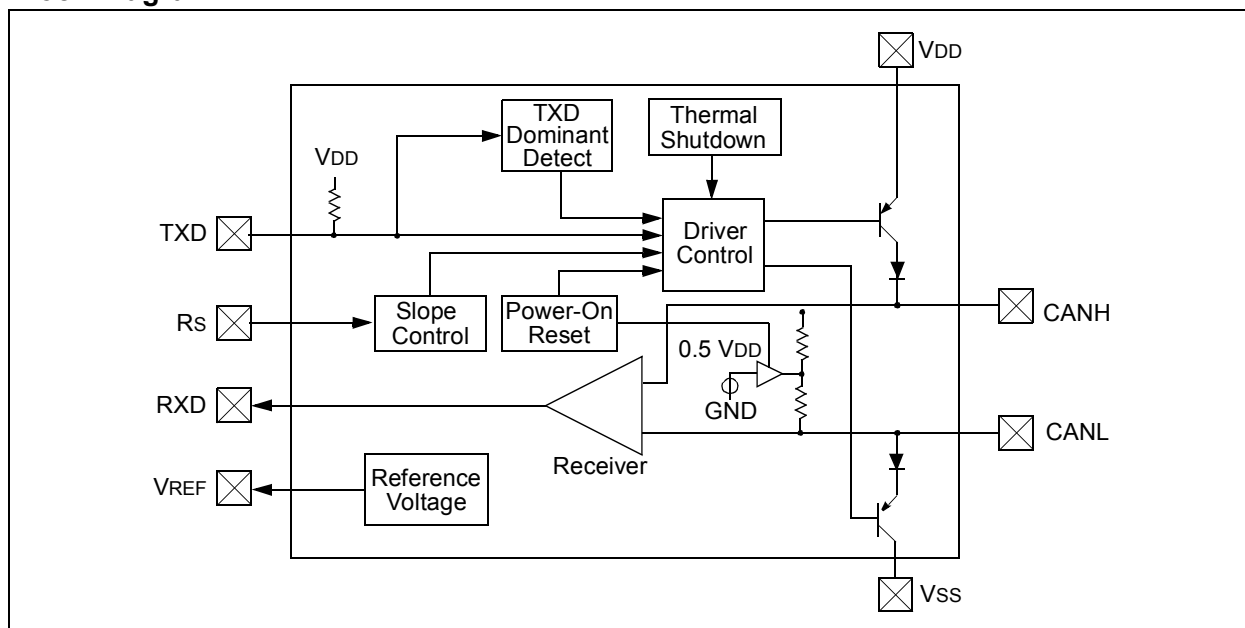 VDD
TXD
Dominant
Detect
Thermal
Shutdown
VDD
TXD
Driver
Control
RS
Slope
Control
Power-On
Reset
CANH
0.5 VDD
RXD
GND
CANL
Receiver
VREF
Reference
Voltage
VSS